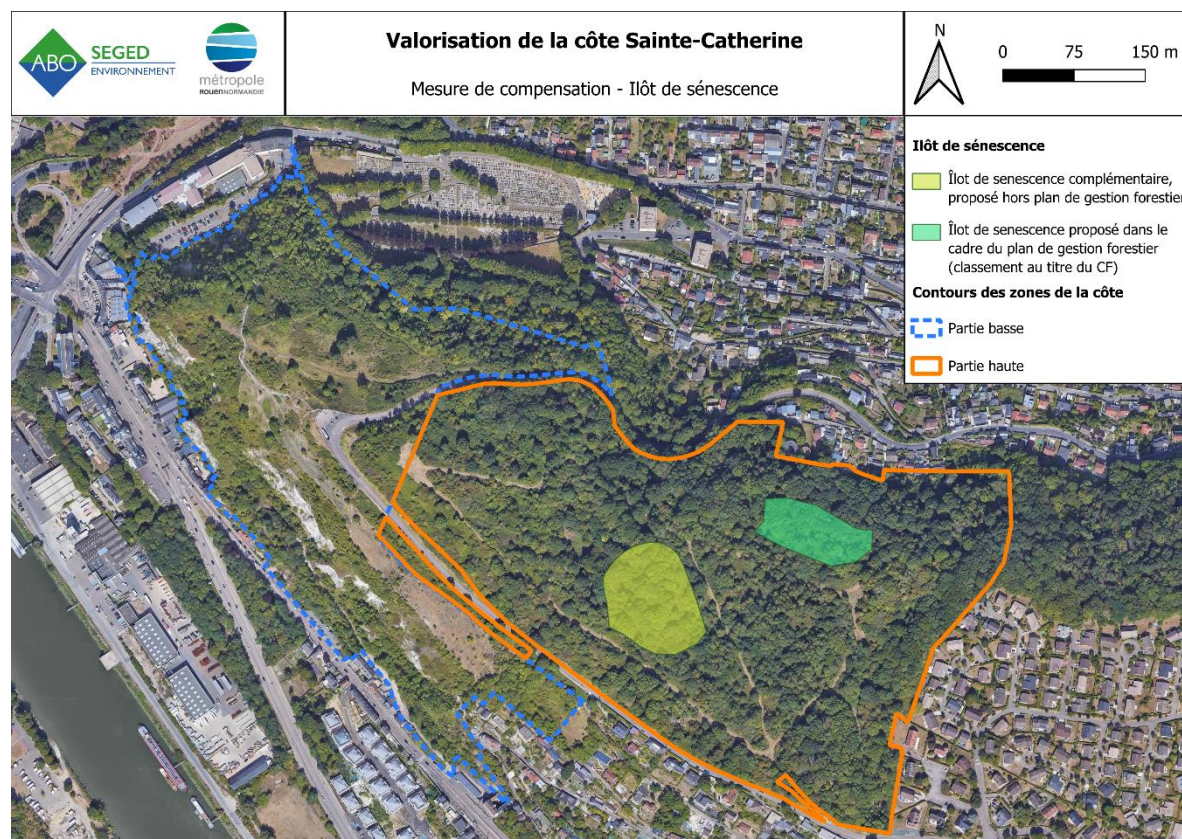 ABO
SEGED
ENVIRONNEMENT
métropole
ROUENNORMANDIE
Valorisation de la côte Sainte-Catherine
Mesure de compensation - Ilôt de sénescence
N
0 75 150 m
Ilôt de sénescence
Îlot de senescence complémentaire,
proposé hors plan de gestion forestier
Îlot de senescence proposé dans le
cadre du plan de gestion forestier
(classement au titre du CF)
Contours des zones de la côte
Partie basse
Partie haute